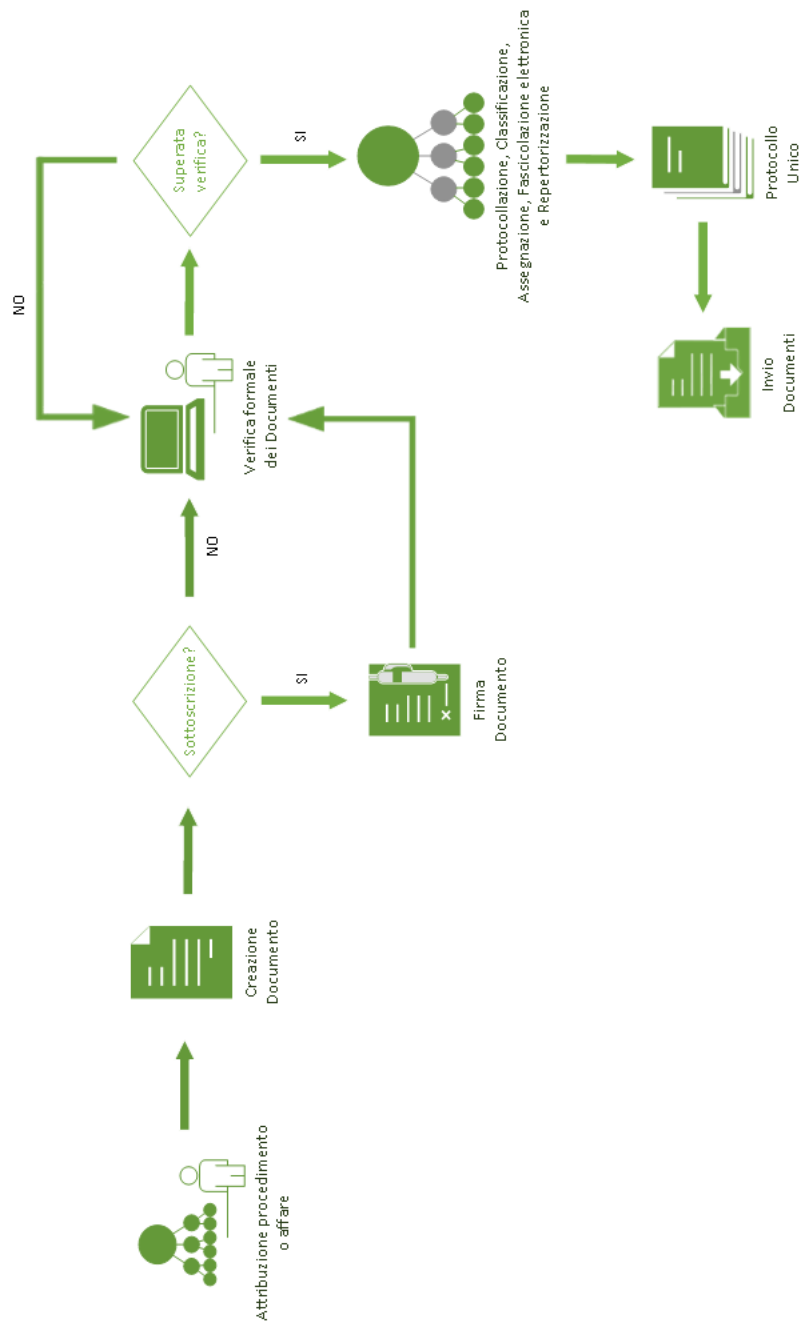 Attribuzione procedimento
o affare
Creazione
Documento
Sottoscrizione?
NO
SI
Firma
Documento
Verifica formale
dei Documenti
Superata
verifica?
NO
SI
Protocollazione, Classificazione,
Assegnazione, Fascicolazione elettronica
e Repertorizzazione
Protocollo
Unico
Invio
Documenti